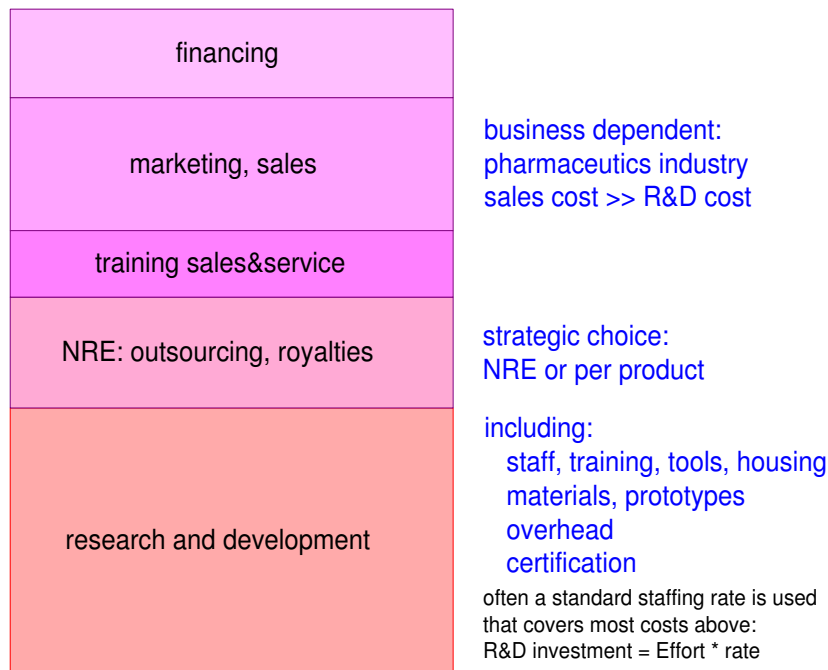 financing
marketing, sales
business dependent:
pharmaceutics industry
sales cost >> R&D cost
training sales&service
NRE: outsourcing, royalties
strategic choice:
NRE or per product
research and development
including:
staff, training, tools, housing
materials, prototypes
overhead
certification
often a standard staffing rate is used
that covers most costs above:
R&D investment = Effort * rate